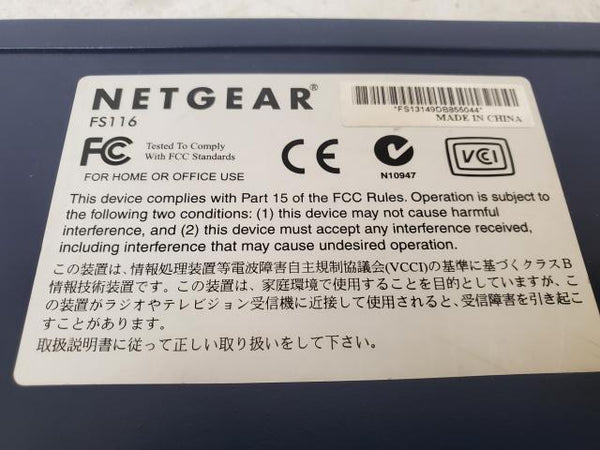 NETGEAR®
FS116
*FS13149DB855044*
MADE IN CHINA
FC
Tested To Comply
With FCC Standards
FOR HOME OR OFFICE USE
CE
N10947
VCI
This device complies with Part 15 of the FCC Rules. Operation is subject to
the following two conditions: (1) this device may not cause harmful
interference, and (2) this device must accept any interference received,
including interference that may cause undesired operation.
この装置は、情報処理装置等電波障害自主規制協議会(VCCI)の基準に基づくクラスB
情報技術装置です。この装置は、家庭環境で使用することを目的としていますが、こ
の装置がラジオやテレビジョン受信機に近接して使用されると、受信障害を引き起こ
すことがあります。
取扱説明書に従って正しい取り扱いをして下さい。